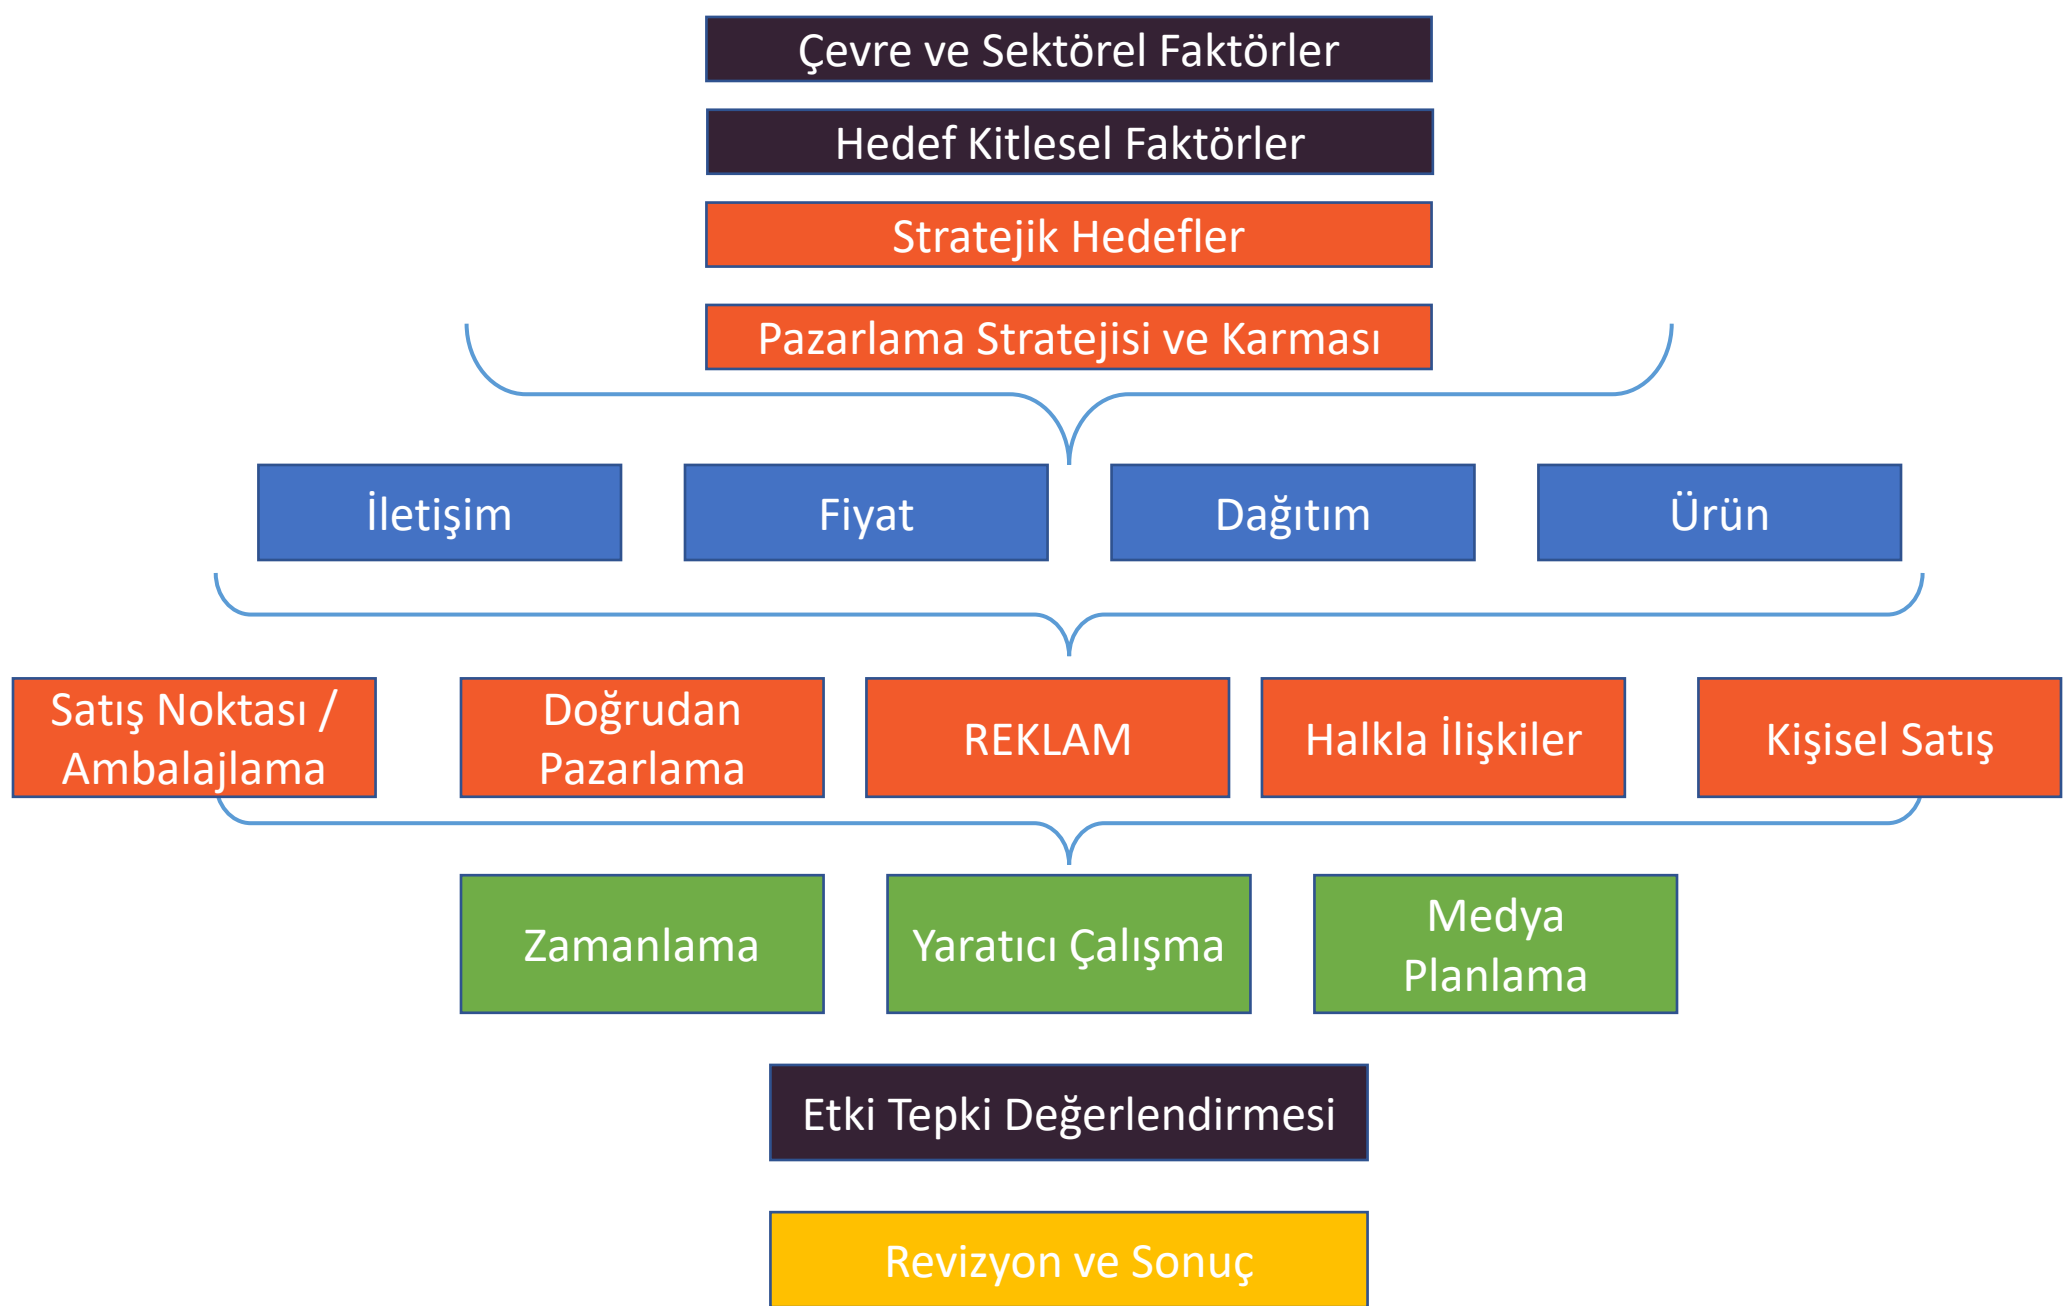 Çevre ve Sektörel Faktörler
Hedef Kitlesel Faktörler
Stratejik Hedefler
Pazarlama Stratejisi ve Karması
İletişim
Fiyat
Dağıtım
Ürün
Satış Noktası /
Ambalajlama
Doğrudan
Pazarlama
REKLAM
Halkla İlişkiler
Kişisel Satış
Zamanlama
Yaratıcı Çalışma
Medya
Planlama
Etki Tepki Değerlendirmesi
Revizyon ve Sonuç